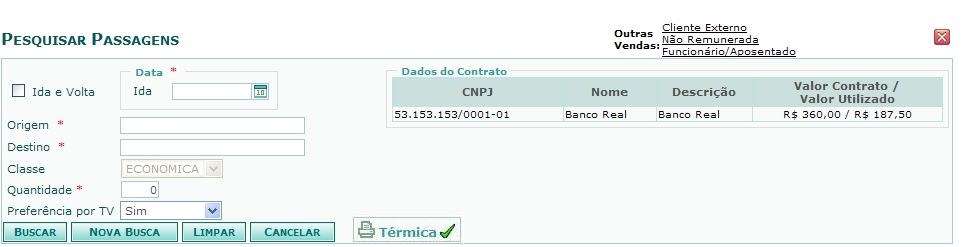 PESQUISAR PASSAGENS
Outras Vendas:
Cliente Externo
Não Remunerada
Funcionário/Aposentado
Ida e Volta
Data *
Ida
10
Origem *
Destino *
Classe ECONOMICA
Quantidade * 0
Preferência por TV Sim
Dados do Contrato
CNPJ Nome Descrição Valor Contrato / Valor Utilizado
53.153.153/0001-01 Banco Real Banco Real R$ 360,00 / R$ 187,50
BUSCAR NOVA BUSCA LIMPAR CANCELAR Térmica